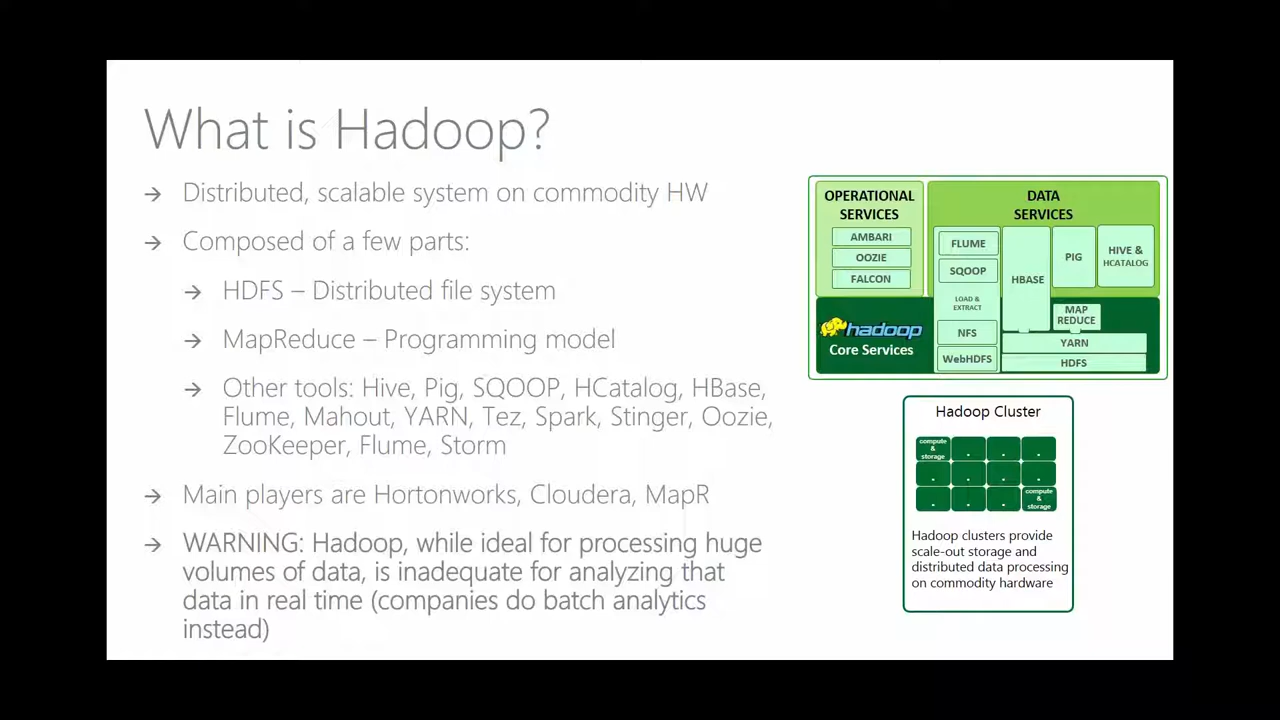 What is Hadoop?
→ Distributed, scalable system on commodity HW
→ Composed of a few parts:
→ HDFS – Distributed file system
→ MapReduce – Programming model
→ Other tools: Hive, Pig, SQOOP, HCatalog, HBase,
Flume, Mahout, YARN, Tez, Spark, Stinger, Oozie,
ZooKeeper, Flume, Storm
→ Main players are Hortonworks, Cloudera, MapR
→ WARNING: Hadoop, while ideal for processing huge
volumes of data, is inadequate for analyzing that
data in real time (companies do batch analytics
instead)
OPERATIONAL
SERVICES
AMBARI
OOZIE
FALCON
DATA
SERVICES
FLUME
SQOOP
LOAD &
EXTRACT
NFS
WebHDFS
HBASE
PIG
HIVE &
HCATALOG
MAP
REDUCE
YARN
HDFS
hadoop
Core Services
Hadoop Cluster
compute
&
storage
. . .
. . . .
. . .
compute
&
storage
Hadoop clusters provide
scale-out storage and
distributed data processing
on commodity hardware